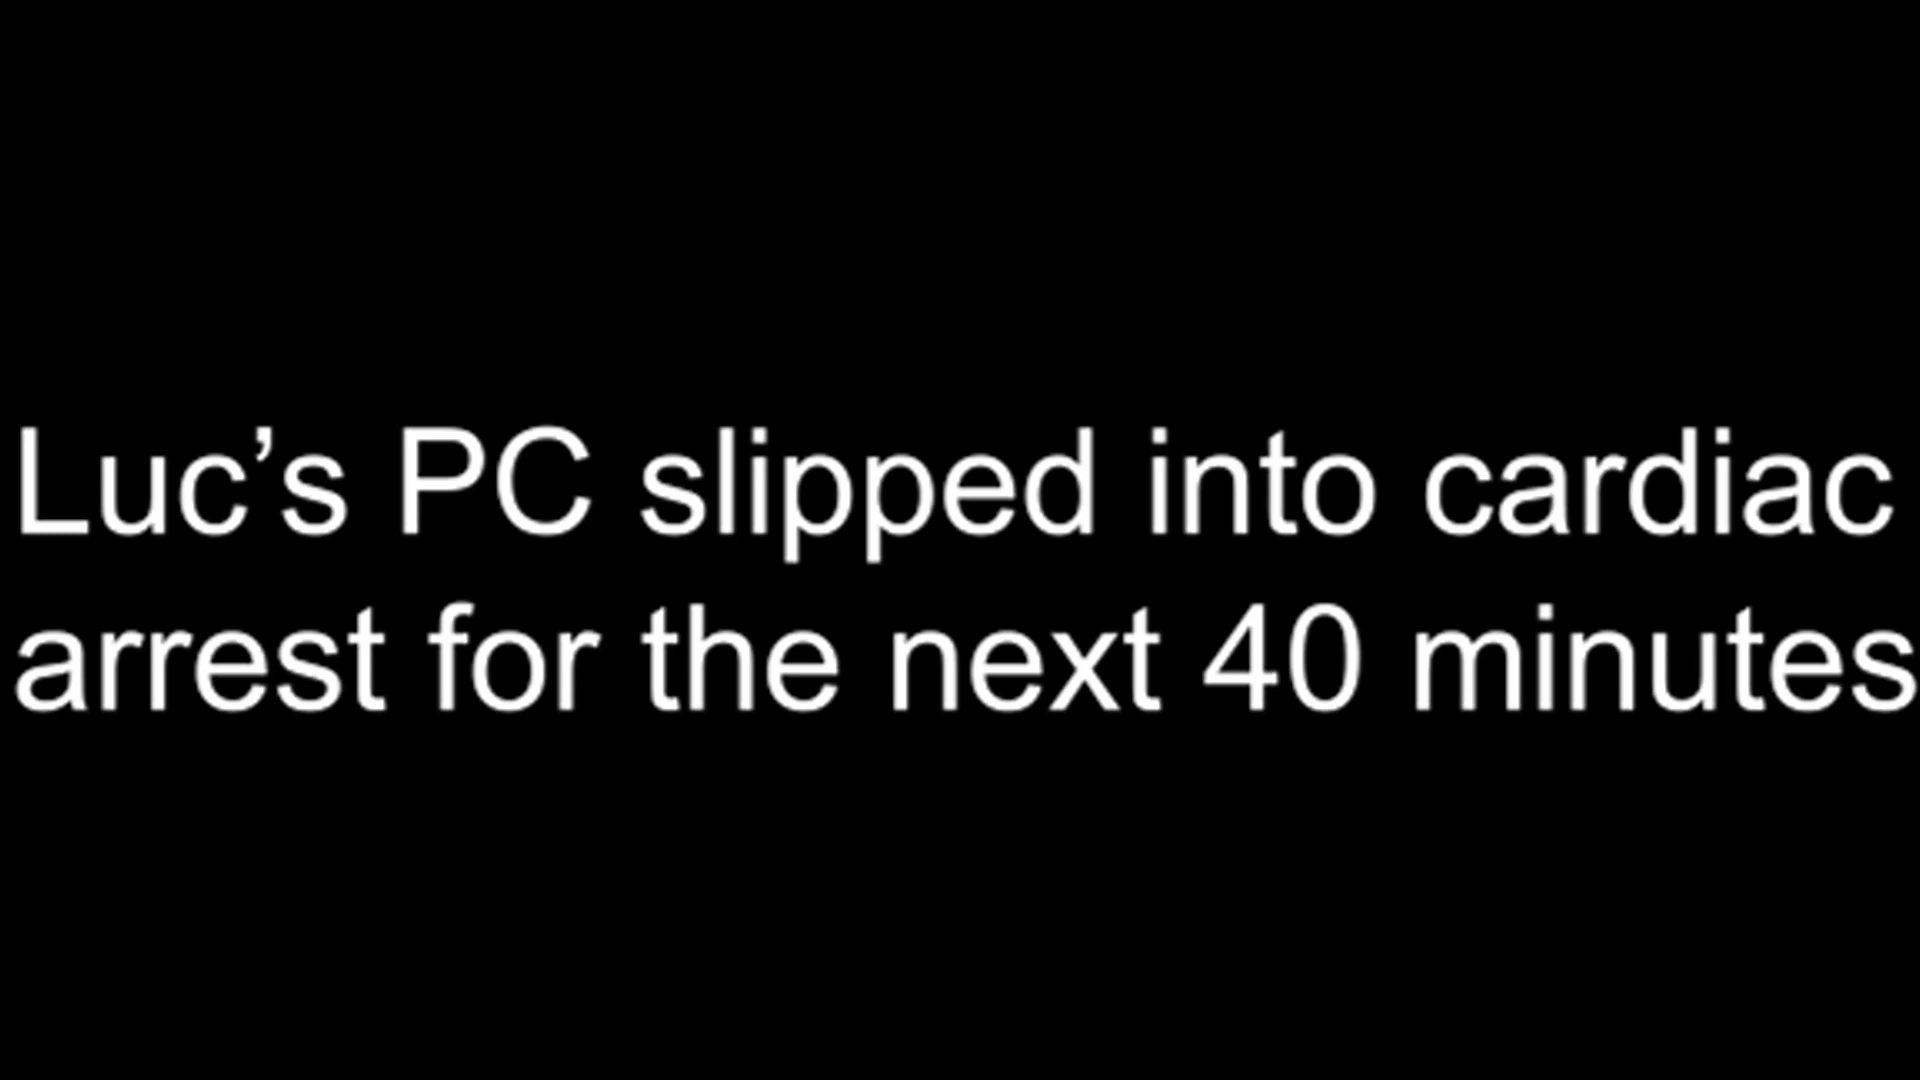 Luc’s PC slipped into cardiac
arrest for the next 40 minutes